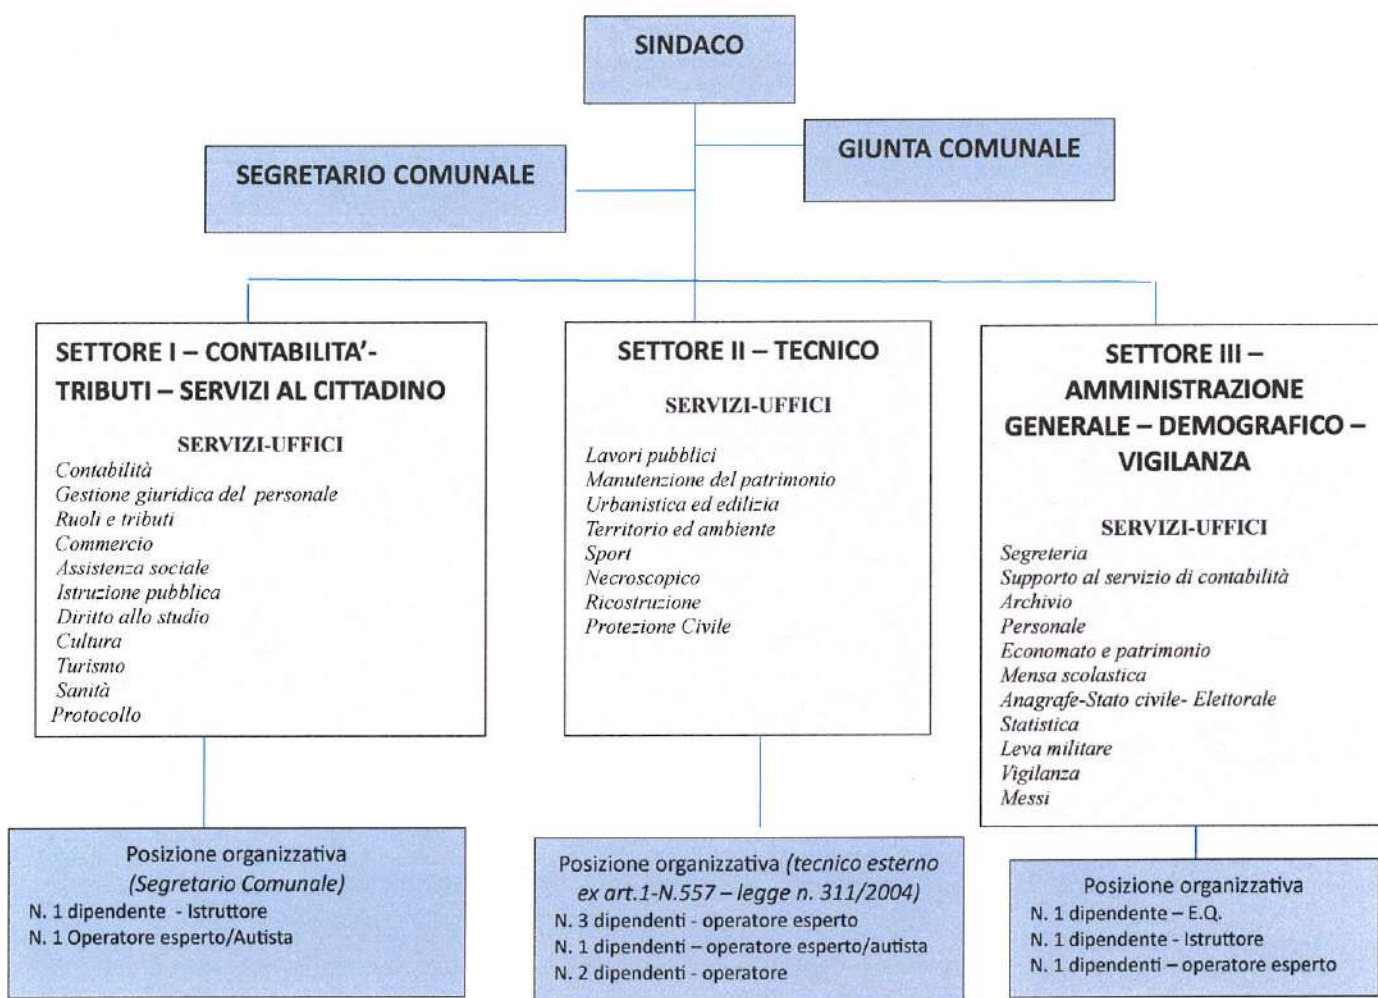 SINDACO
GIUNTA COMUNALE
SEGRETARIO COMUNALE
SETTORE I – CONTABILITA’-
TRIBUTI – SERVIZI AL CITTADINO
SERVIZI-UFFICI
Contabilità
Gestione giuridica del personale
Ruoli e tributi
Commercio
Assistenza sociale
Istruzione pubblica
Diritto allo studio
Cultura
Turismo
Sanità
Protocollo
SETTORE II – TECNICO
SERVIZI-UFFICI
Lavori pubblici
Manutenzione del patrimonio
Urbanistica ed edilizia
Territorio ed ambiente
Sport
Necroscopico
Ricostruzione
Protezione Civile
SETTORE III –
AMMINISTRAZIONE
GENERALE – DEMOGRAFICO –
VIGILANZA
SERVIZI-UFFICI
Segreteria
Supporto al servizio di contabilità
Archivio
Personale
Economato e patrimonio
Mensa scolastica
Anagrafe-Stato civile- Elettorale
Statistica
Leva militare
Vigilanza
Messi
Posizione organizzativa
(Segretario Comunale)
N. 1 dipendente - Istruttore
N. 1 Operatore esperto/Autista
Posizione organizzativa (tecnico esterno
ex art.1-N.557 – legge n. 311/2004)
N. 3 dipendenti - operatore esperto
N. 1 dipendenti – operatore esperto/autista
N. 2 dipendenti - operatore
Posizione organizzativa
N. 1 dipendente – E.Q.
N. 1 dipendente - Istruttore
N. 1 dipendenti – operatore esperto